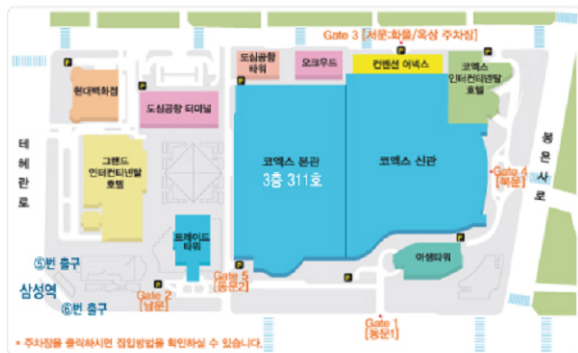 Gate 3 [서문:화물/옥상 주차장]
도심공항
타워
오크우드
컨벤션 어넥스
코엑스
인터컨티넨탈
호텔
현대백화점
도심공항 터미널
테헤란로
그랜드
인터컨티넨탈
호텔
코엑스 본관
3층 311호
코엑스 신관
봉은사로
Gate 4
[북문]
트레이드
타워
아셈타워
⑤번 출구
삼성역
⑥번 출구
Gate 2
[남문]
Gate 5
[동문2]
Gate 1
[동문1]
* 주차장을 클릭하시면 진입방법을 확인하실 수 있습니다.